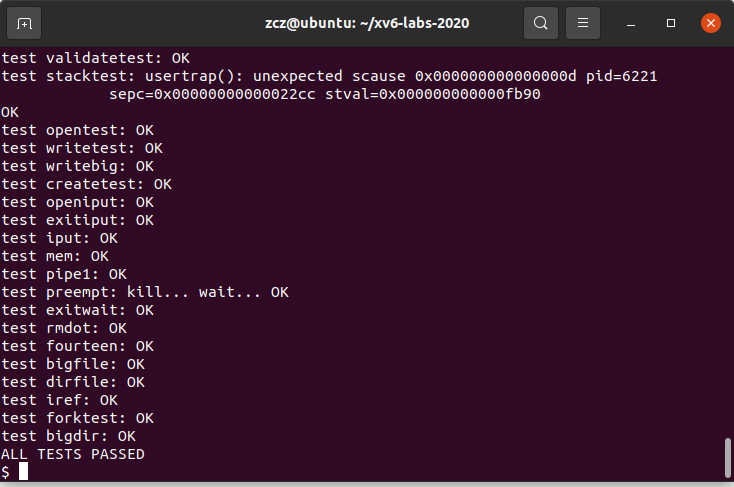 zcz@ubuntu: ~/xv6-labs-2020
test validatetest: OK
test stacktest: usertrap(): unexpected scause 0x000000000000000d pid=6221
            sepc=0x00000000000022cc stval=0x000000000000fb90
OK
test opentest: OK
test writetest: OK
test writebig: OK
test createtest: OK
test openiput: OK
test exitiput: OK
test iput: OK
test mem: OK
test pipe1: OK
test preempt: kill... wait... OK
test exitwait: OK
test rmdot: OK
test fourteen: OK
test bigfile: OK
test dirfile: OK
test iref: OK
test forktest: OK
test bigdir: OK
ALL TESTS PASSED
$